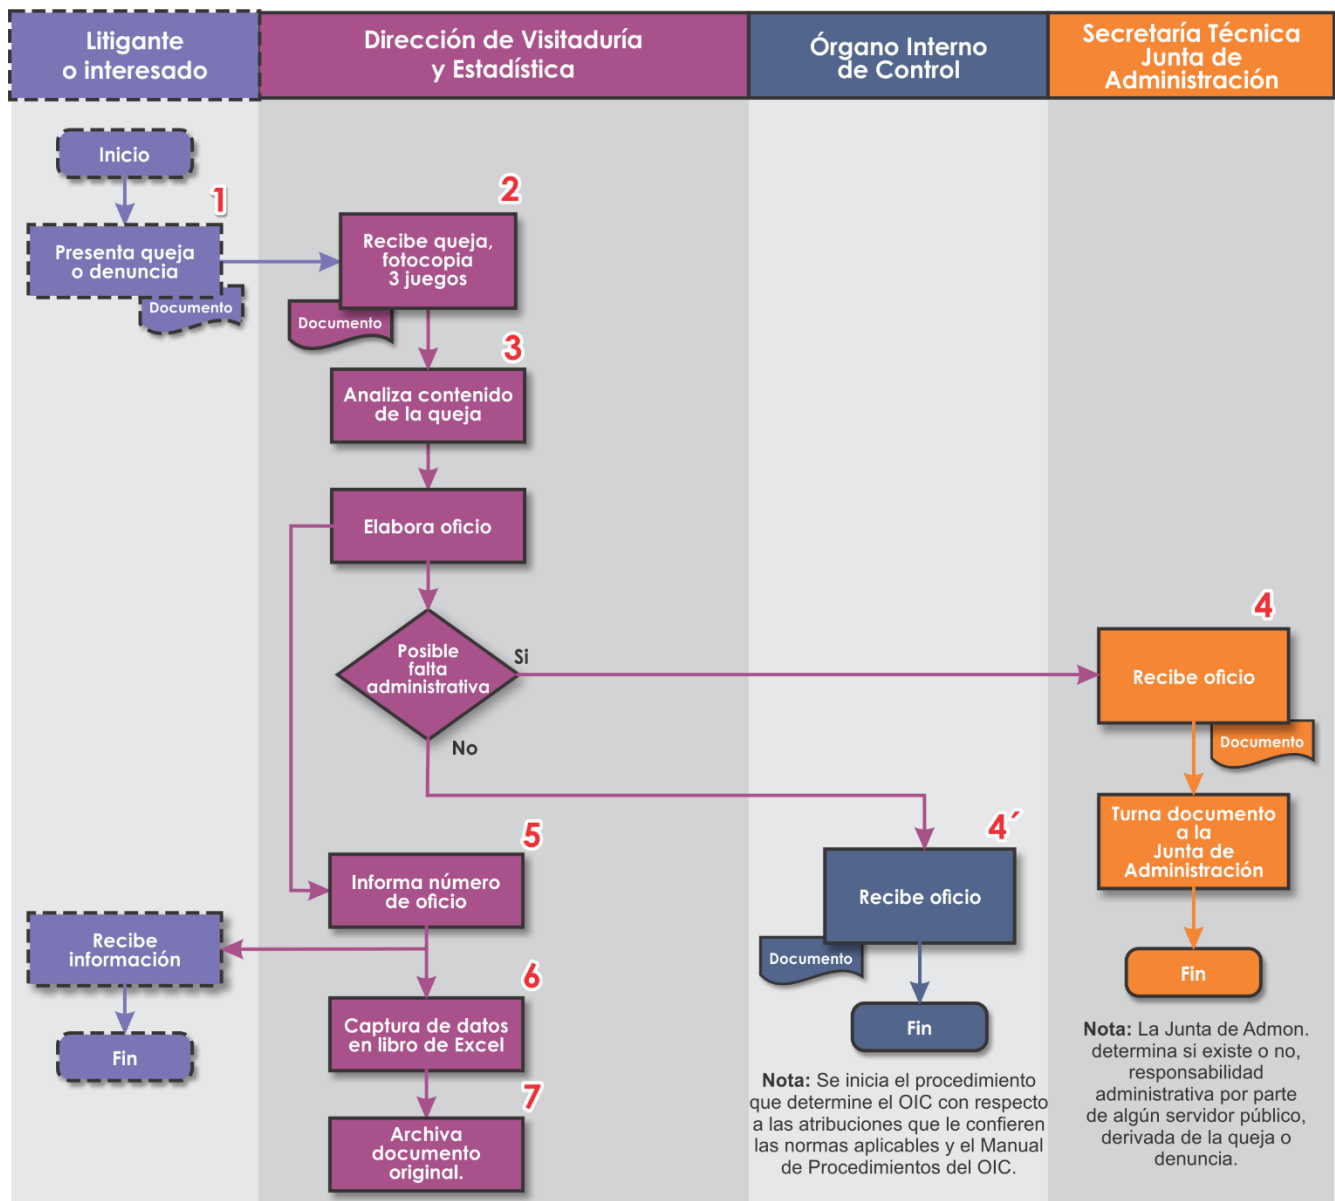 Litigante
o interesado
Dirección de Visitaduría
y Estadística
Órgano Interno
de Control
Secretaría Técnica
Junta de
Administración
Inicio
1
Presenta queja
o denuncia
Documento
2
Recibe queja,
fotocopia
3 juegos
Documento
3
Analiza contenido
de la queja
Elabora oficio
Posible
falta
administrativa
Si
No
4
Recibe oficio
Documento
Turna documento
a la
Junta de
Administración
Fin
Nota: La Junta de Admon.
determina si existe o no,
responsabilidad
administrativa por parte
de algún servidor público,
derivada de la queja o
denuncia.
4´
Recibe oficio
Documento
Fin
Nota: Se inicia el procedimiento
que determine el OIC con respecto
a las atribuciones que le confieren
las normas aplicables y el Manual
de Procedimientos del OIC.
5
Informa número
de oficio
Recibe
información
Fin
6
Captura de datos
en libro de Excel
7
Archiva
documento
original.